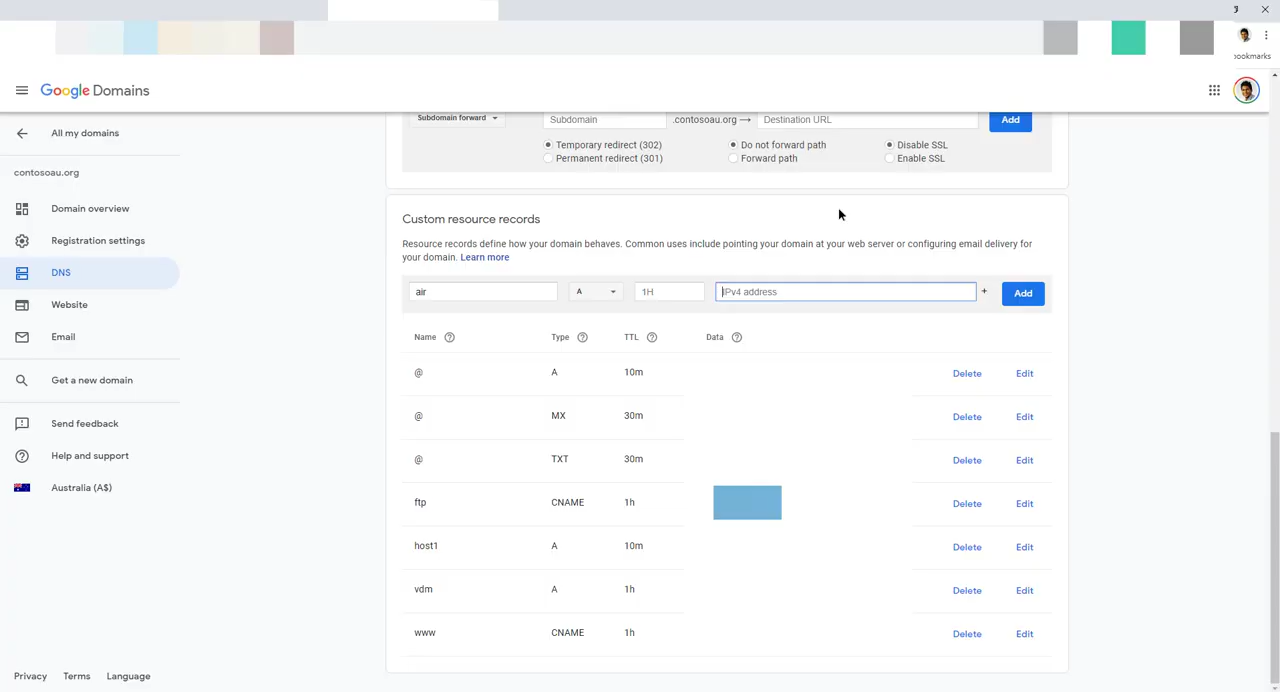 ookmarks
Google Domains
Subdomain forward
Subdomain
.contosoau.org
Destination URL
Add
All my domains
Temporary redirect (302)
Do not forward path
Disable SSL
Permanent redirect (301)
Forward path
Enable SSL
contosoau.org
Domain overview
Registration settings
DNS
Website
Email
Get a new domain
Send feedback
Help and support
Australia (A$)
Custom resource records
Resource records define how your domain behaves. Common uses include pointing your domain at your web server or configuring email delivery for
your domain. Learn more
air A 1H IPv4 address + Add
Name Type TTL Data
@ A 10m Delete Edit
@ MX 30m Delete Edit
@ TXT 30m Delete Edit
ftp CNAME 1h Delete Edit
host1 A 10m Delete Edit
vdm A 1h Delete Edit
www CNAME 1h Delete Edit
Privacy Terms Language